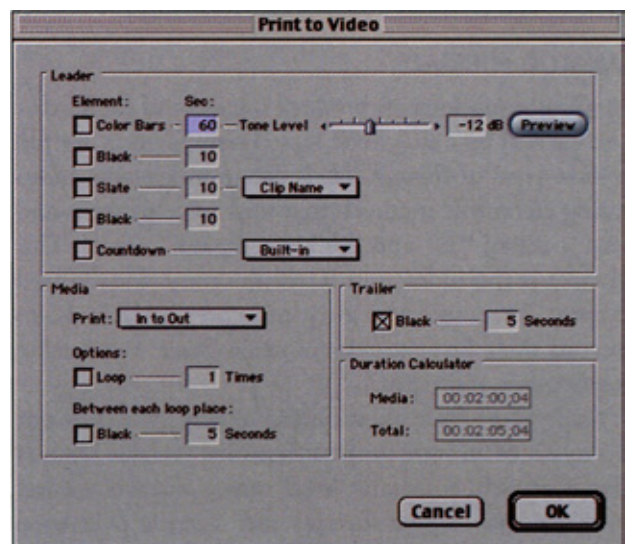 Print to Video
Leader
Element: Sec:
Color Bars 60 Tone Level -12 dB Preview
Black 10
Slate 10 Clip Name
Black 10
Countdown Built-in
Media
Print: In to Out
Options:
Loop 1 Times
Between each loop place:
Black 5 Seconds
Trailer
Black 5 Seconds
Duration Calculator
Media: 00:02:00;04
Total: 00:02:05;04
Cancel OK